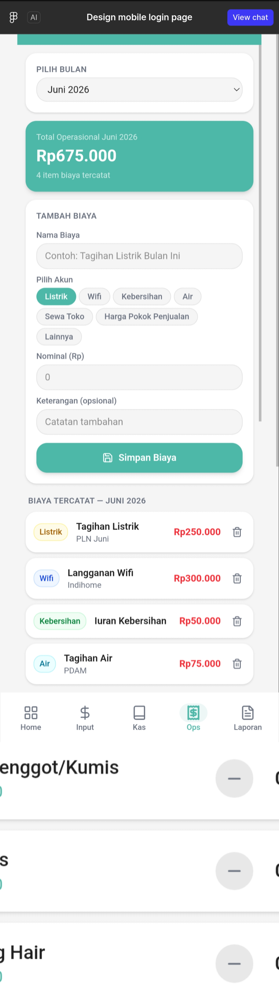 AI
Design mobile login page
View chat
PILIH BULAN
Juni 2026
Total Operasional Juni 2026
Rp675.000
4 item biaya tercatat
TAMBAH BIAYA
Nama Biaya
Contoh: Tagihan Listrik Bulan Ini
Pilih Akun
Listrik Wifi Kebersihan Air
Sewa Toko Harga Pokok Penjualan
Lainnya
Nominal (Rp)
0
Keterangan (opsional)
Catatan tambahan
Simpan Biaya
BIAYA TERCATAT — JUNI 2026
Listrik Tagihan Listrik Rp250.000
PLN Juni
Wifi Langganan Wifi Rp300.000
Indihome
Kebersihan Iuran Kebersihan Rp50.000
Air Tagihan Air Rp75.000
PDAM
Home Input Kas Ops Laporan
enggot/Kumis
s
g Hair